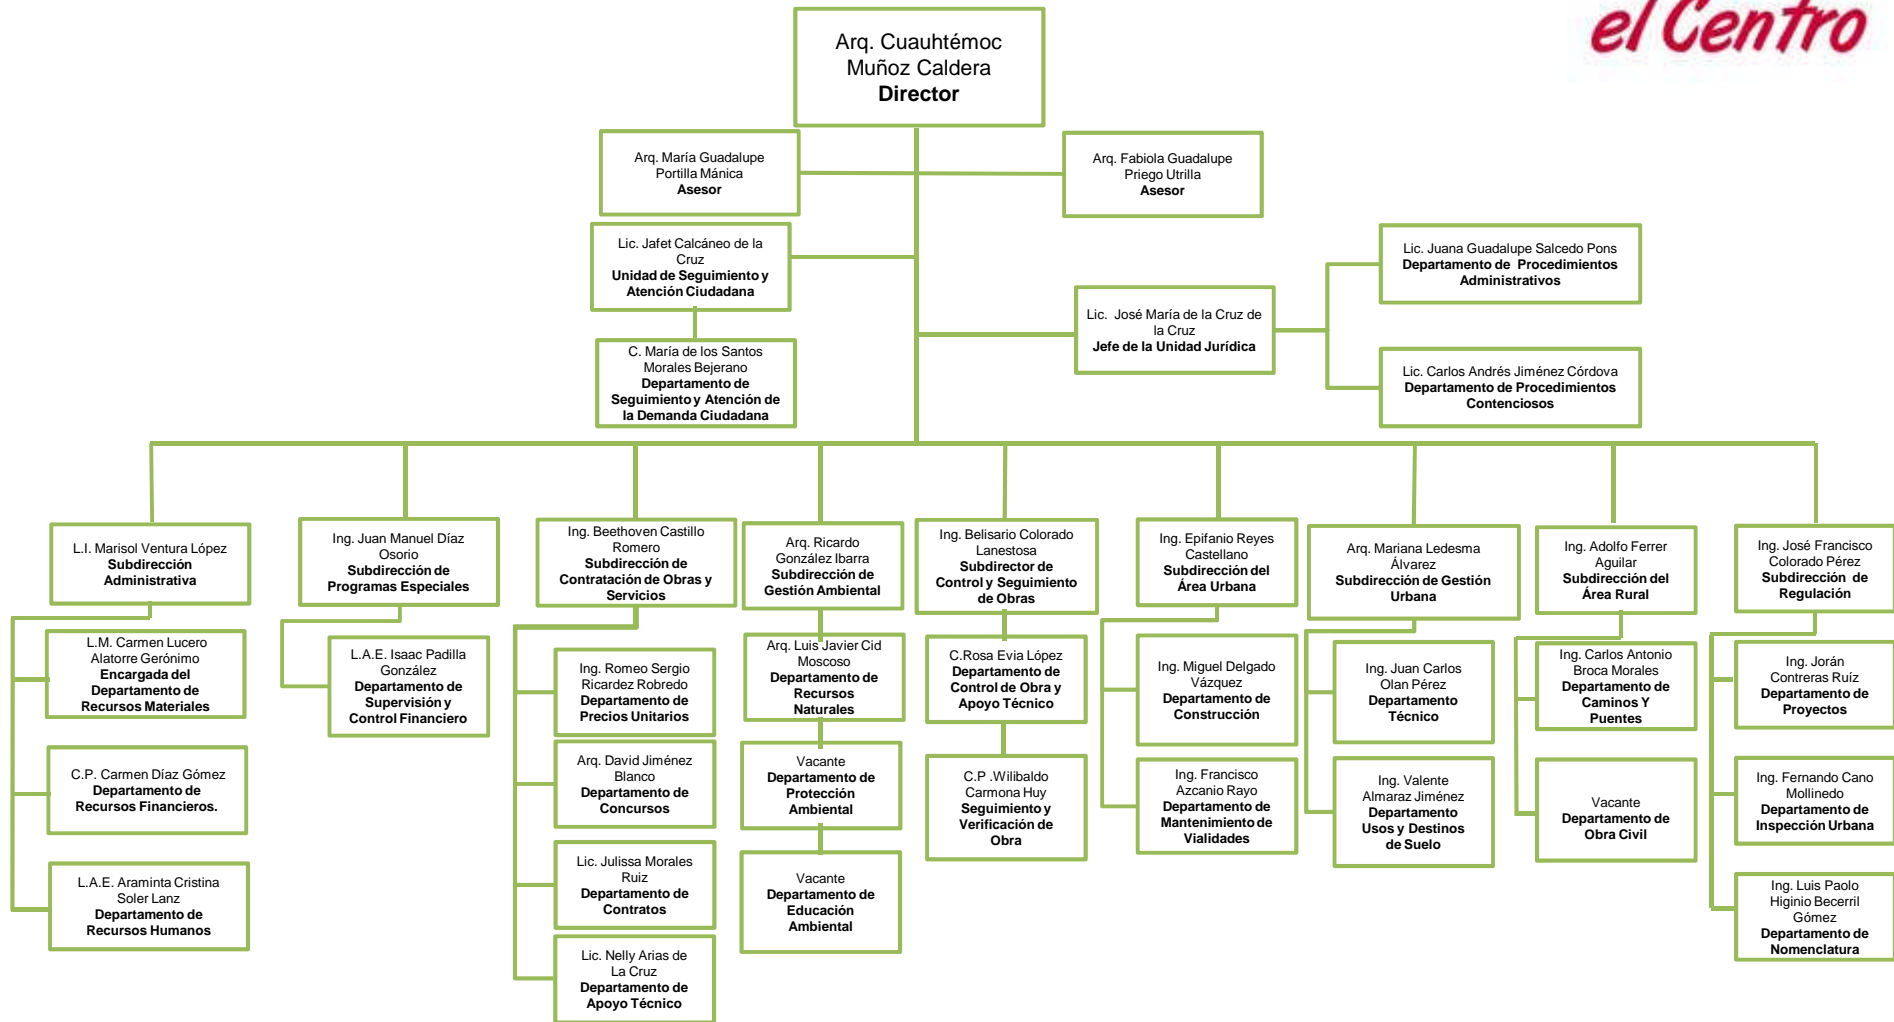 el Centro
Arq. Cuauhtémoc
Muñoz Caldera
Director
Arq. María Guadalupe
Portilla Mánica
Asesor
Arq. Fabiola Guadalupe
Priego Utrilla
Asesor
Lic. Jafet Calcáneo de la
Cruz
Unidad de Seguimiento y
Atención Ciudadana
Lic. Juana Guadalupe Salcedo Pons
Departamento de Procedimientos
Administrativos
Lic. José María de la Cruz de
la Cruz
Jefe de la Unidad Jurídica
C. María de los Santos
Morales Bejerano
Departamento de
Seguimiento y Atención de
la Demanda Ciudadana
Lic. Carlos Andrés Jiménez Córdova
Departamento de Procedimientos
Contenciosos
L.I. Marisol Ventura López
Subdirección
Administrativa
Ing. Juan Manuel Díaz
Osorio
Subdirección de
Programas Especiales
Ing. Beethoven Castillo
Romero
Subdirección de
Contratación de Obras y
Servicios
Arq. Ricardo
González Ibarra
Subdirección de
Gestión Ambiental
Ing. Belisario Colorado
Lanestosa
Subdirector de
Control y Seguimiento
de Obras
Ing. Epifanio Reyes
Castellano
Subdirección del
Área Urbana
Arq. Mariana Ledesma
Álvarez
Subdirección de Gestión
Urbana
Ing. Adolfo Ferrer
Aguilar
Subdirección del
Área Rural
Ing. José Francisco
Colorado Pérez
Subdirección de
Regulación
L.M. Carmen Lucero
Alatorre Gerónimo
Encargada del
Departamento de
Recursos Materiales
L.A.E. Isaac Padilla
González
Departamento de
Supervisión y
Control Financiero
Ing. Romeo Sergio
Ricardez Robredo
Departamento de
Precios Unitarios
Arq. Luis Javier Cid
Moscoso
Departamento de
Recursos
Naturales
C.Rosa Evia López
Departamento de
Control de Obra y
Apoyo Técnico
Ing. Miguel Delgado
Vázquez
Departamento de
Construcción
Ing. Juan Carlos
Olan Pérez
Departamento
Técnico
Ing. Carlos Antonio
Broca Morales
Departamento de
Caminos Y
Puentes
Ing. Jorán
Contreras Ruíz
Departamento de
Proyectos
C.P. Carmen Díaz Gómez
Departamento de
Recursos Financieros.
Arq. David Jiménez
Blanco
Departamento de
Concursos
Vacante
Departamento de
Protección
Ambiental
C.P .Wilibaldo
Carmona Huy
Seguimiento y
Verificación de
Obra
Ing. Francisco
Azcanio Rayo
Departamento de
Mantenimiento de
Vialidades
Ing. Valente
Almaraz Jiménez
Departamento
Usos y Destinos
de Suelo
Vacante
Departamento de
Obra Civil
Ing. Fernando Cano
Mollinedo
Departamento de
Inspección Urbana
L.A.E. Araminta Cristina
Soler Lanz
Departamento de
Recursos Humanos
Lic. Julissa Morales
Ruiz
Departamento de
Contratos
Vacante
Departamento de
Educación
Ambiental
Ing. Luis Paolo
Higinio Becerril
Gómez
Departamento de
Nomenclatura
Lic. Nelly Arias de
La Cruz
Departamento de
Apoyo Técnico